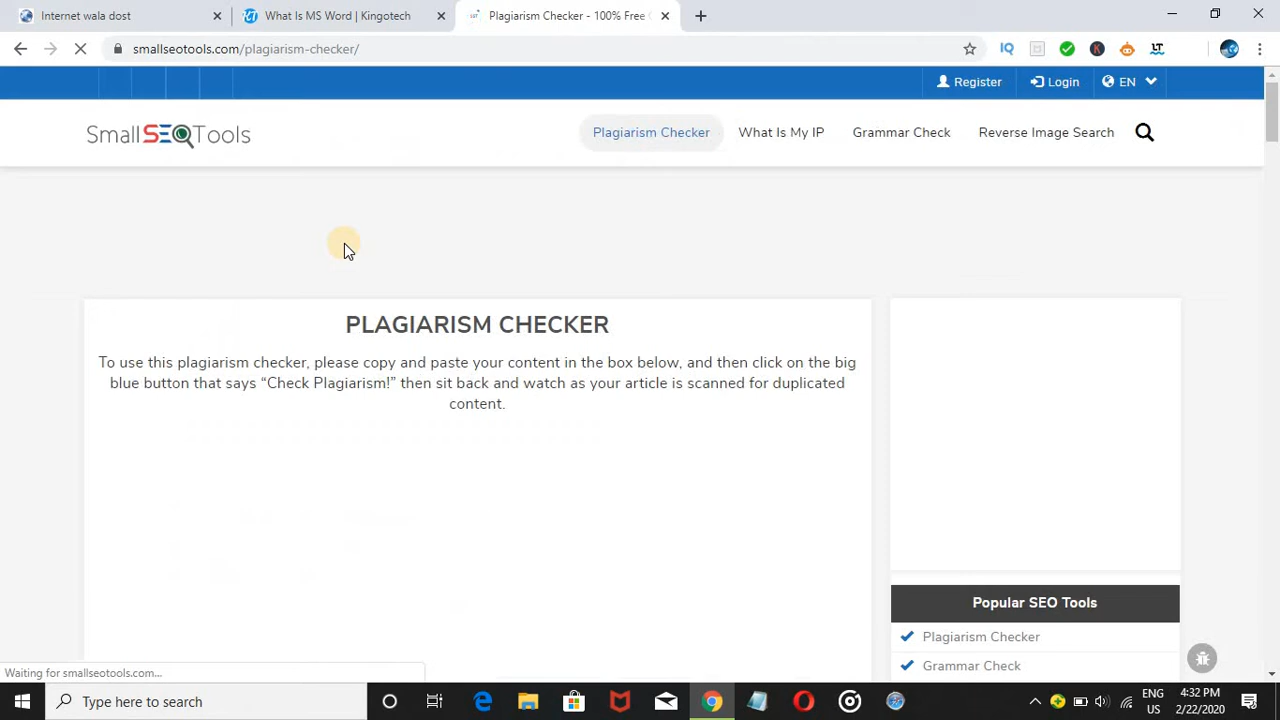 Internet wala dost
What Is MS Word | Kingotech
Plagiarism Checker - 100% Free
smallseotools.com/plagiarism-checker/
Register
Login
EN
SmallSEOTools
Plagiarism Checker
What Is My IP
Grammar Check
Reverse Image Search
PLAGIARISM CHECKER
To use this plagiarism checker, please copy and paste your content in the box below, and then click on the big
blue button that says “Check Plagiarism!” then sit back and watch as your article is scanned for duplicated
content.
Popular SEO Tools
Plagiarism Checker
Grammar Check
Waiting for smallseotools.com...
Type here to search
ENG
US
4:32 PM
2/22/2020